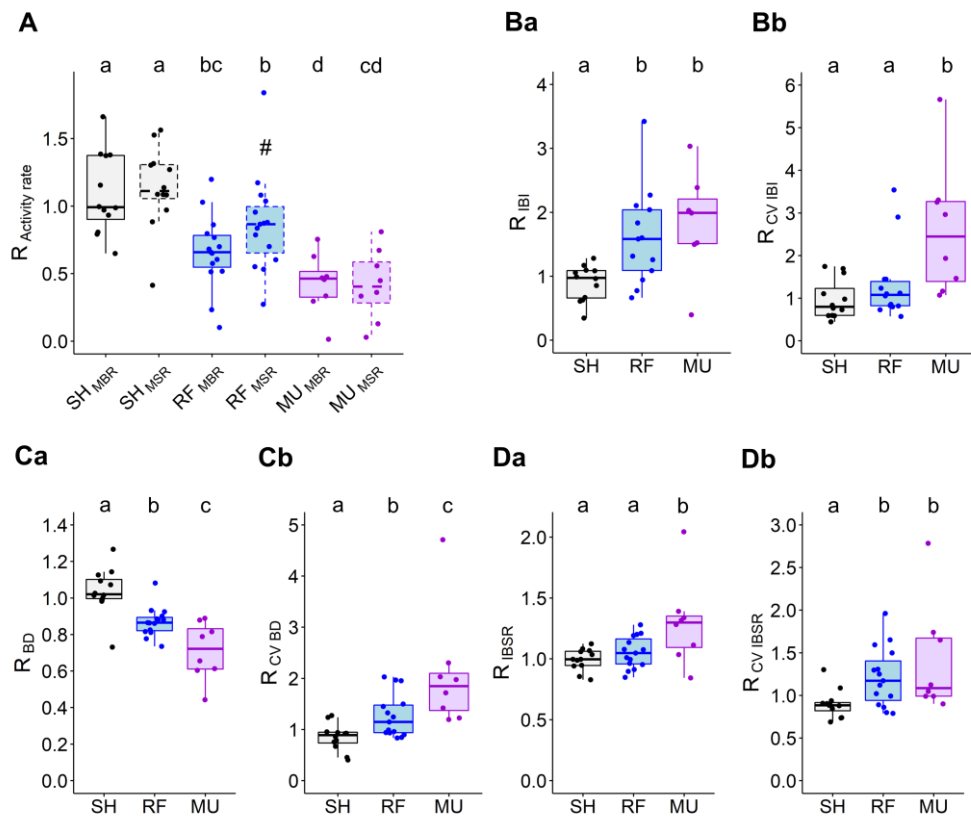 A
a a bc b d cd
R Activity rate
1.5
1.0
0.5
0.0
#
SH MBR
SH MSR
RF MBR
RF MSR
MU MBR
MU MSR
Ba
a b b
R IBI
4
3
2
1
0
SH RF MU
Bb
a a b
R CV IBI
6
5
4
3
2
1
0
SH RF MU
Ca
a b c
R BD
1.4
1.2
1.0
0.8
0.6
0.4
0.2
0.0
SH RF MU
Cb
a b c
R CV BD
5
4
3
2
1
0
SH RF MU
Da
a a b
R IBSR
2.0
1.5
1.0
0.5
0.0
SH RF MU
Db
a b b
R CV IBSR
3.0
2.5
2.0
1.5
1.0
0.5
0.0
SH RF MU